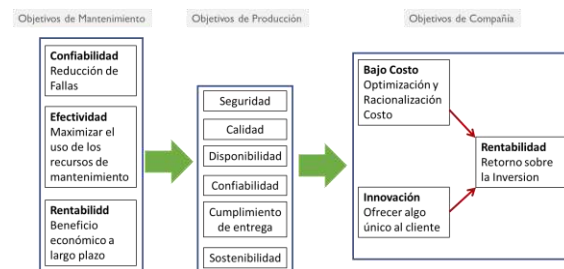 Objetivos de Mantenimiento
Objetivos de Producción
Objetivos de Compañía
Confiabilidad
Reducción de
Fallas
Efectividad
Maximizar el
uso de los
recursos de
mantenimiento
Rentabilidd
Beneficio
económico a
largo plazo
Seguridad
Calidad
Disponibilidad
Confiabilidad
Cumplimiento
de entrega
Sostenibilidad
Bajo Costo
Optimización y
Racionalización
Costo
Innovación
Ofrecer algo
único al cliente
Rentabilidad
Retorno sobre
la Inversion